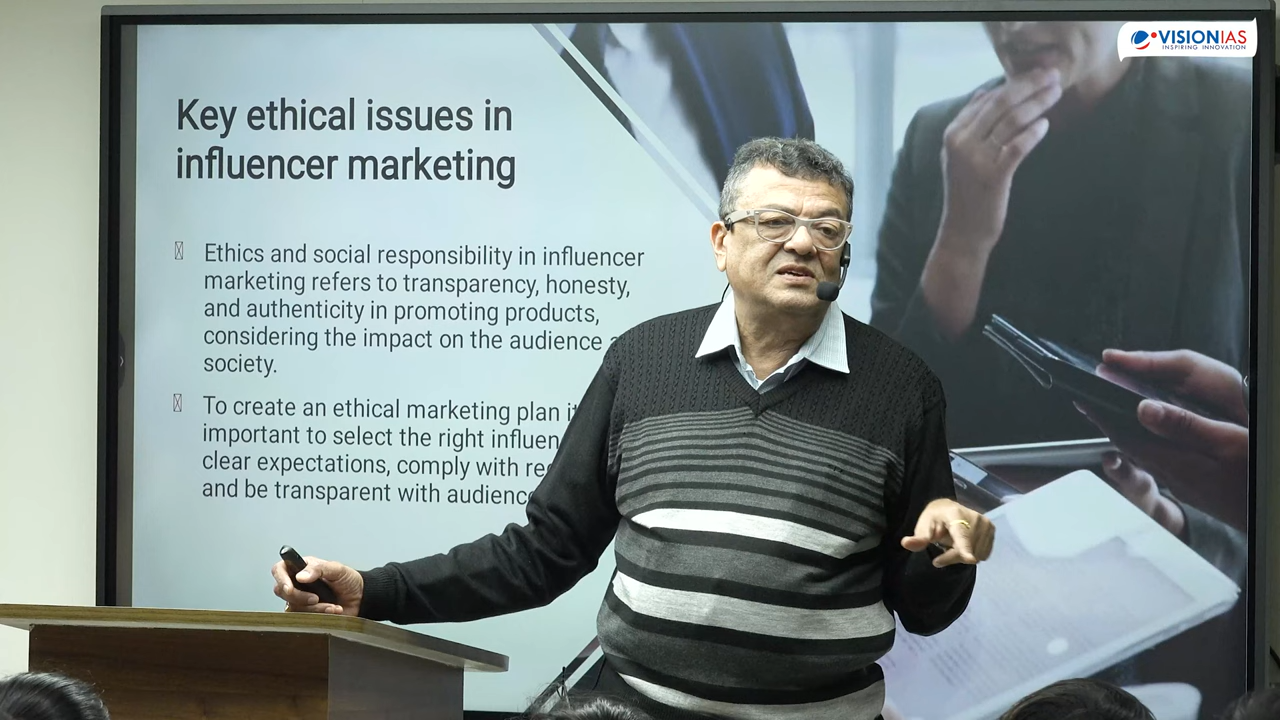 VISIONIAS
INSPIRING INNOVATION
Key ethical issues in
influencer marketing
Ethics and social responsibility in influencer
marketing refers to transparency, honesty,
and authenticity in promoting products,
considering the impact on the audience
society.
To create an ethical marketing plan
important to select the right
clear expectations, comply with
and be transparent with